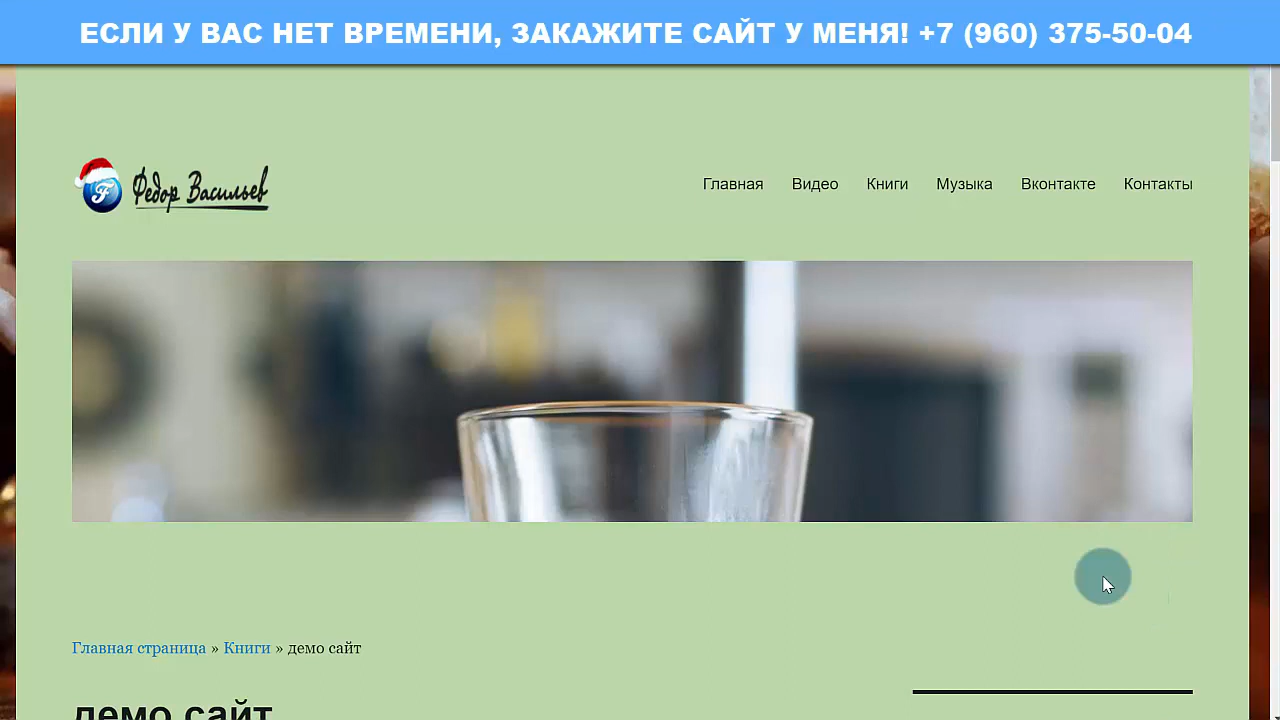 ЕСЛИ У ВАС НЕТ ВРЕМЕНИ, ЗАКАЖИТЕ САЙТ У МЕНЯ! +7 (960) 375-50-04
F Федор Васильев
Главная Видео Книги Музыка Вконтакте Контакты
Главная страница » Книги » демо сайт
демо сайт